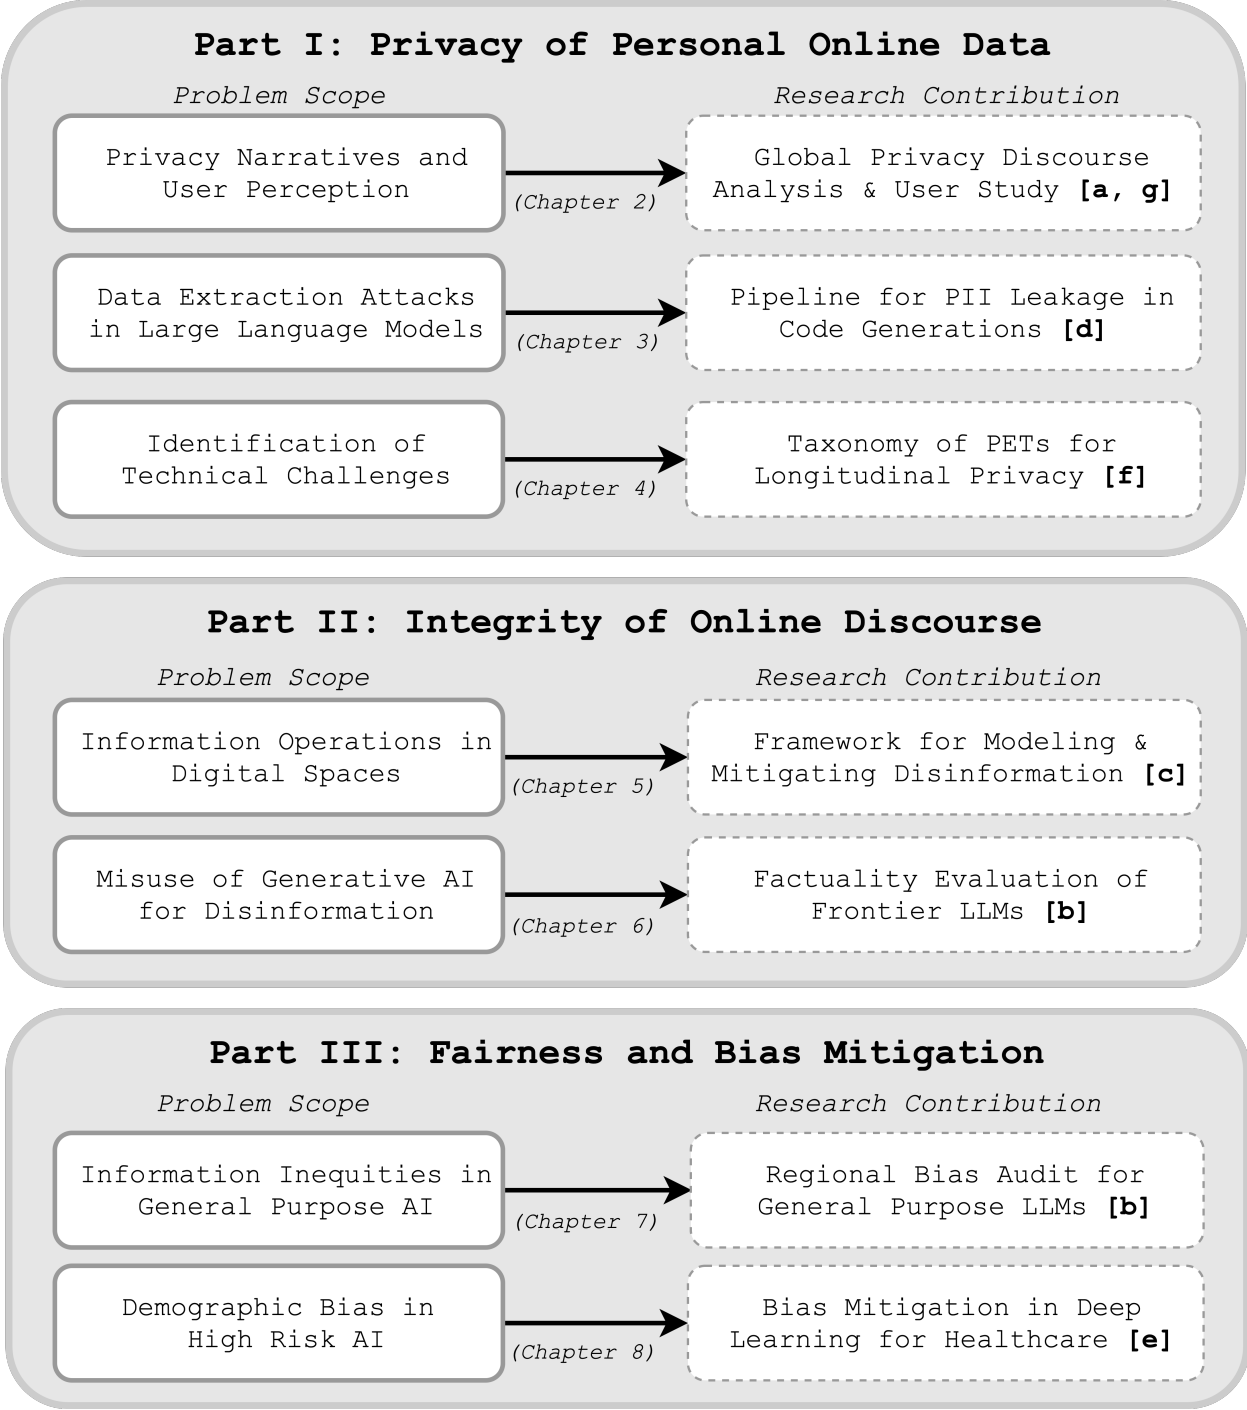 Part I: Privacy of Personal Online Data
Problem Scope
Research Contribution
Privacy Narratives and
User Perception
(Chapter 2)
Global Privacy Discourse
Analysis & User Study [a, g]
Data Extraction Attacks
in Large Language Models
(Chapter 3)
Pipeline for PII Leakage in
Code Generations [d]
Identification of
Technical Challenges
(Chapter 4)
Taxonomy of PETs for
Longitudinal Privacy [f]
Part II: Integrity of Online Discourse
Problem Scope
Research Contribution
Information Operations in
Digital Spaces
(Chapter 5)
Framework for Modeling &
Mitigating Disinformation [c]
Misuse of Generative AI
for Disinformation
(Chapter 6)
Factuality Evaluation of
Frontier LLMs [b]
Part III: Fairness and Bias Mitigation
Problem Scope
Research Contribution
Information Inequities in
General Purpose AI
(Chapter 7)
Regional Bias Audit for
General Purpose LLMs [b]
Demographic Bias in
High Risk AI
(Chapter 8)
Bias Mitigation in Deep
Learning for Healthcare [e]